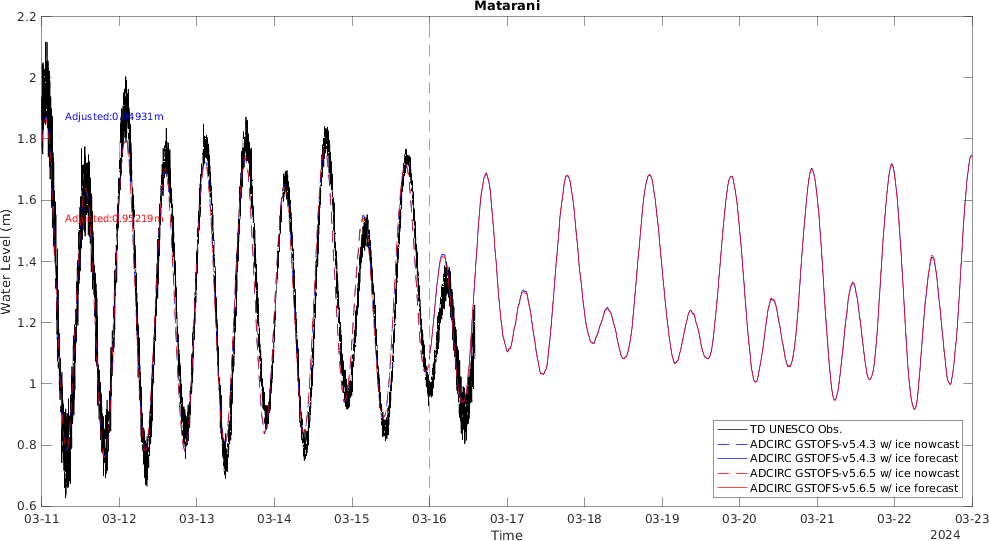 Matarani
Water Level (m)
2.2
2
1.8
1.6
1.4
1.2
1
0.8
0.6
Adjusted:0.94931m
Adjusted:0.95219m
TD UNESCO Obs.
ADCIRC GSTOFS-v5.4.3 w/ ice nowcast
ADCIRC GSTOFS-v5.4.3 w/ ice forecast
ADCIRC GSTOFS-v5.6.5 w/ ice nowcast
ADCIRC GSTOFS-v5.6.5 w/ ice forecast
03-11 03-12 03-13 03-14 03-15 03-16 03-17 03-18 03-19 03-20 03-21 03-22 03-23
Time
2024